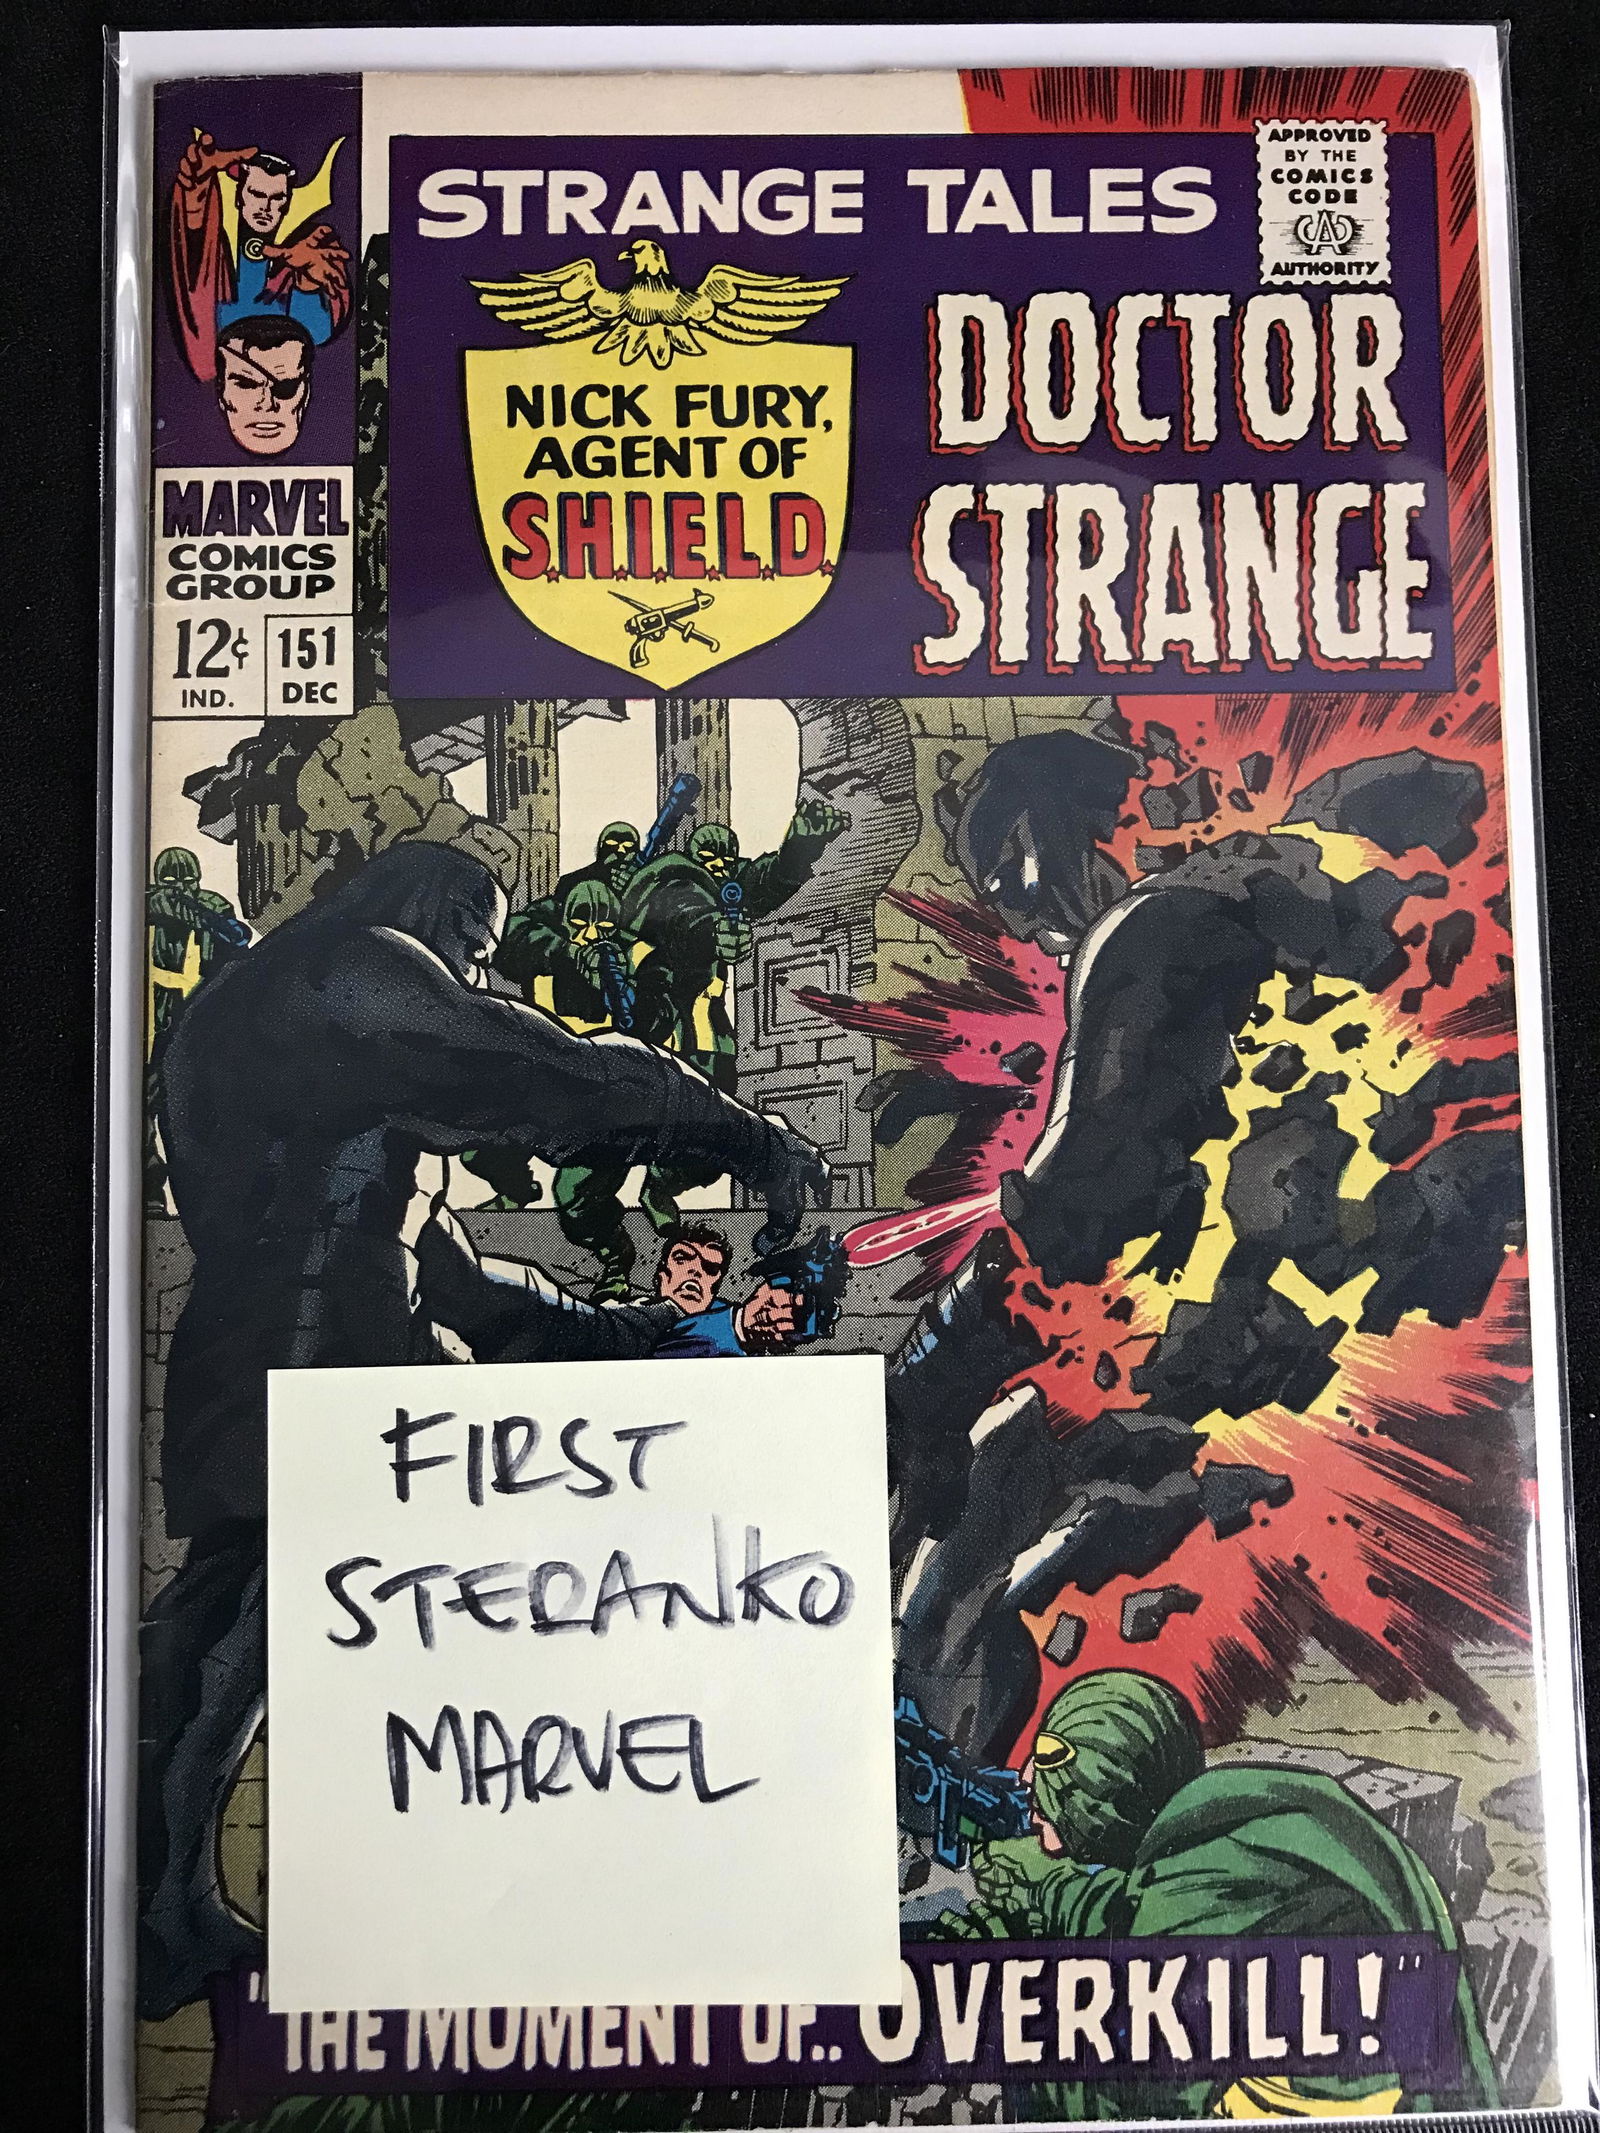 STRANGE TALES
APPROVED
BY THE
COMICS
CODE
CA
AUTHORITY
NICK FURY,
AGENT OF
S.H.I.E.L.D.
DOCTOR
STRANGE
MARVEL
COMICS
GROUP
12¢
IND.
151
DEC
FIRST
STERANKO
MARVEL
"THE MOMENT OF.. OVERKILL!"